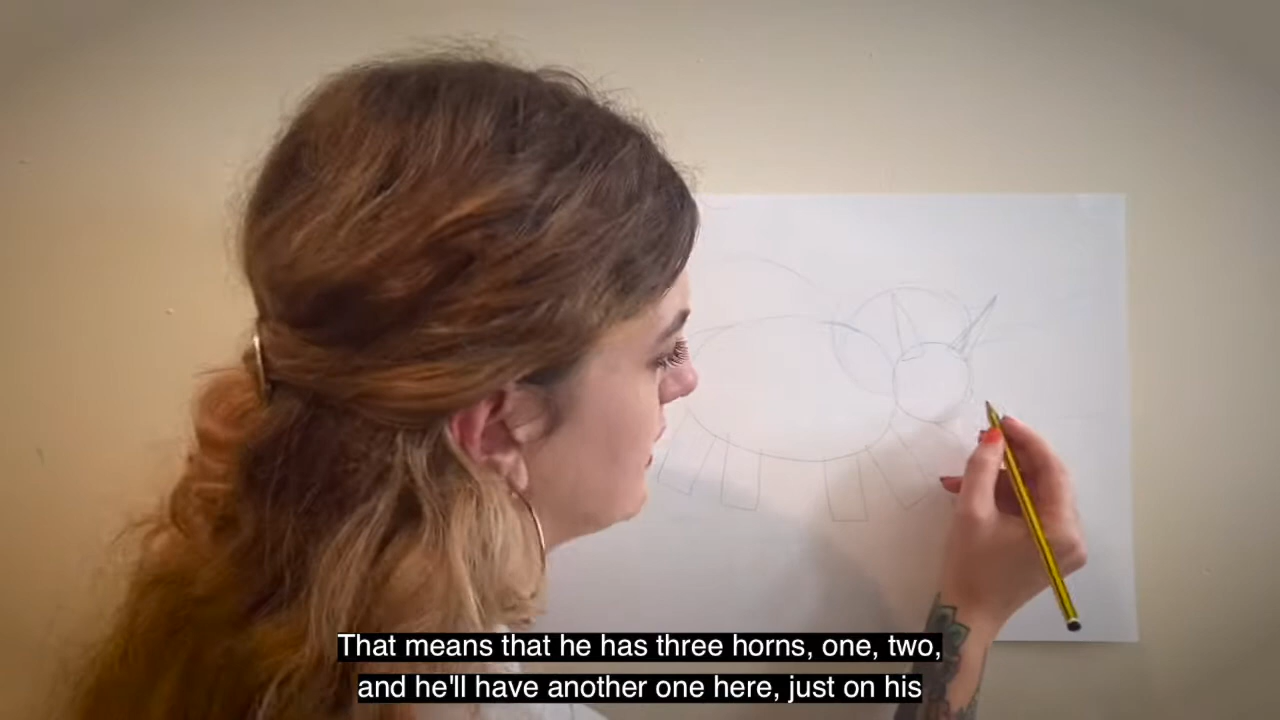 That means that he has three horns, one, two,
and he'll have another one here, just on his